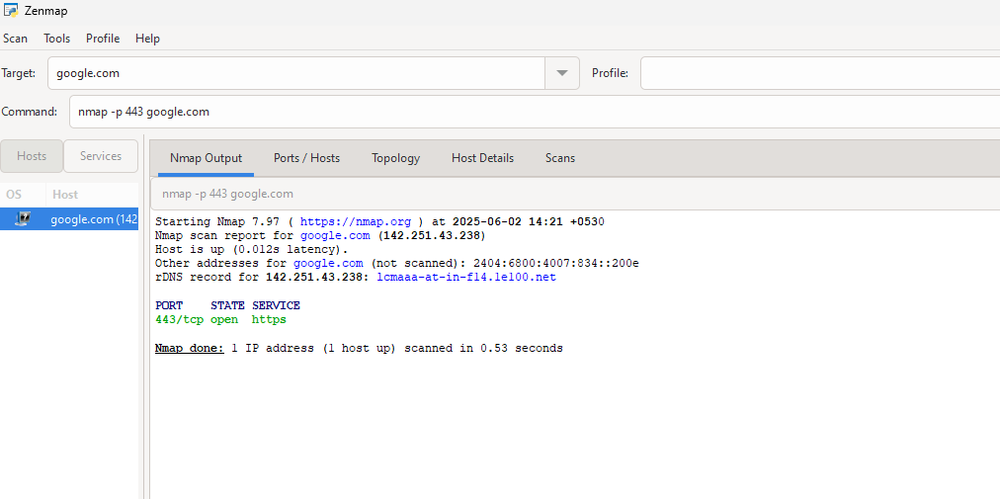 Zenmap
Scan Tools Profile Help
Target: google.com Profile:
Command: nmap -p 443 google.com
Hosts Services
Nmap Output Ports / Hosts Topology Host Details Scans
OS Host
google.com (142
nmap -p 443 google.com
Starting Nmap 7.97 ( https://nmap.org ) at 2025-06-02 14:21 +0530
Nmap scan report for google.com (142.251.43.238)
Host is up (0.012s latency).
Other addresses for google.com (not scanned): 2404:6800:4007:834::200e
rDNS record for 142.251.43.238: lcmaaa-at-in-f14.1e100.net
PORT STATE SERVICE
443/tcp open https
Nmap done: 1 IP address (1 host up) scanned in 0.53 seconds